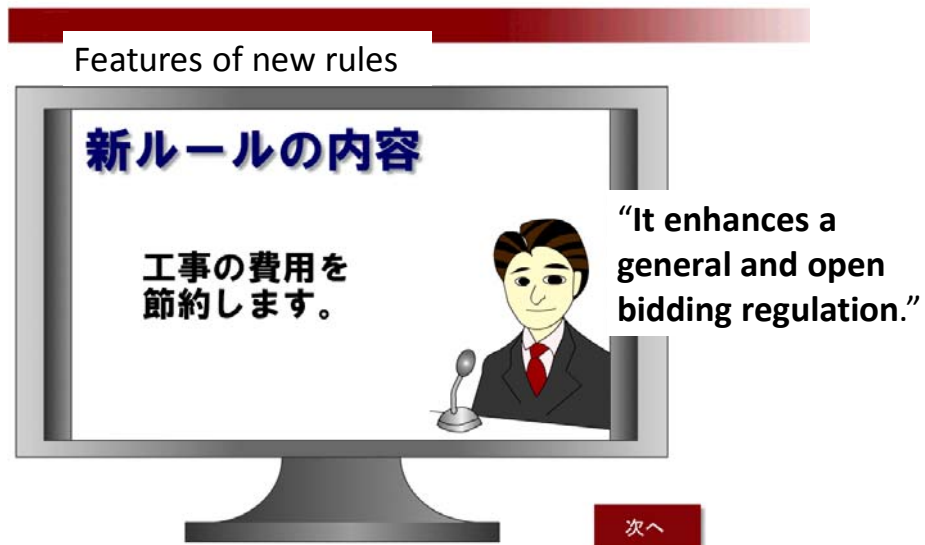 Features of new rules
新ルールの内容
工事の費用を
節約します。
“It enhances a
general and open
bidding regulation.”
次へ